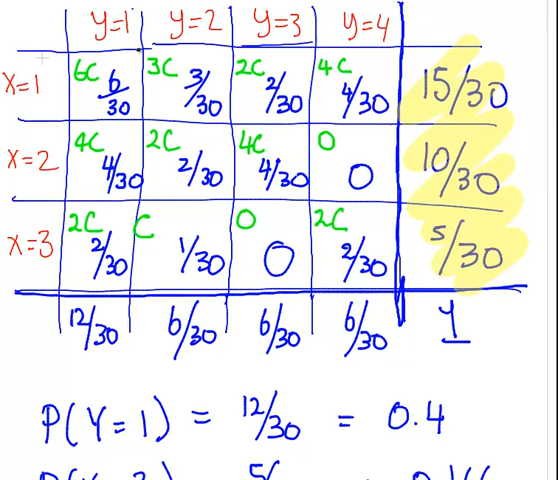 y=1 y=2 y=3 y=4
x=1 6C 6/30 3C 3/30 2C 2/30 4C 4/30 15/30
x=2 4C 4/30 2C 2/30 4C 4/30 0 0 10/30
x=3 2C 2/30 C 1/30 0 0 2C 2/30 5/30
12/30 6/30 6/30 6/30 1
P(Y=1) = 12/30 = 0.4